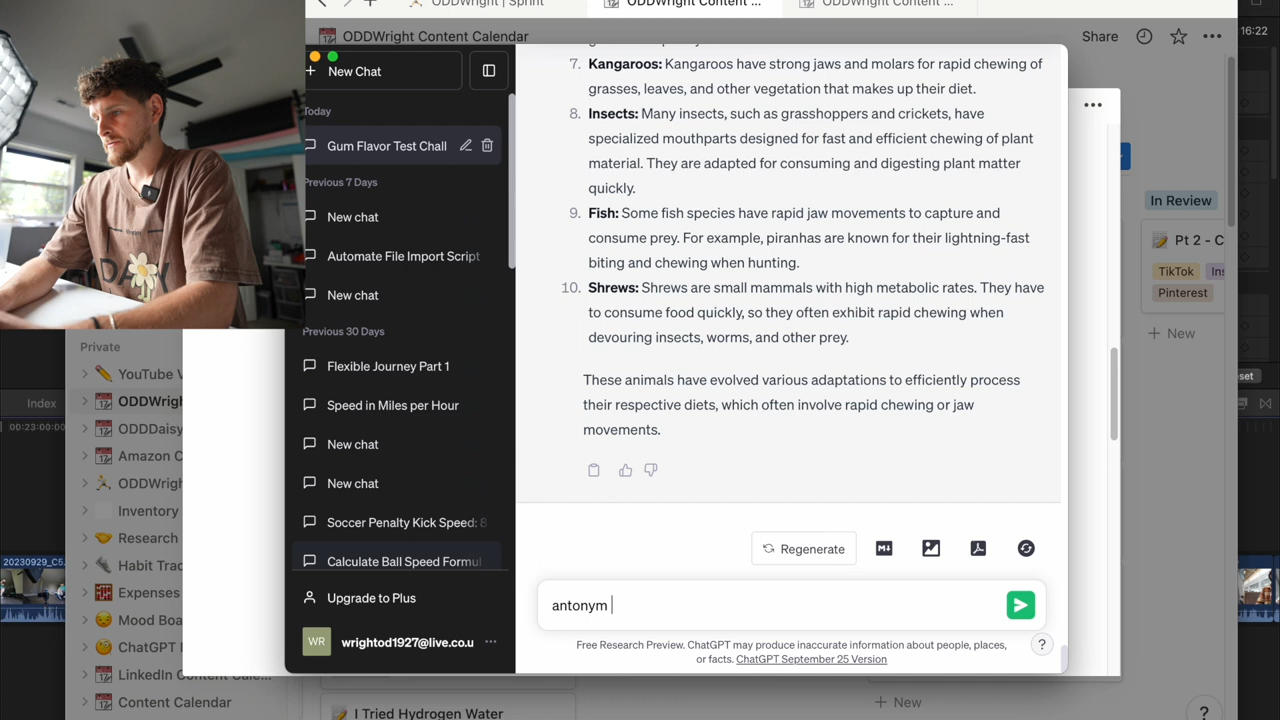 ODDWright | Sprint
ODDWright Content ...
ODDWright Content ...
16:22
ODDWright Content Calendar
Share
New Chat
Today
Gum Flavor Test Chall
Previous 7 Days
New chat
Automate File Import Script
New chat
Previous 30 Days
Flexible Journey Part 1
Speed in Miles per Hour
New chat
New chat
Soccer Penalty Kick Speed: 8
Calculate Ball Speed Formul
Upgrade to Plus
WR
wrightod1927@live.co.u
7. Kangaroos: Kangaroos have strong jaws and molars for rapid chewing of
grasses, leaves, and other vegetation that makes up their diet.
8. Insects: Many insects, such as grasshoppers and crickets, have
specialized mouthparts designed for fast and efficient chewing of plant
material. They are adapted for consuming and digesting plant matter
quickly.
9. Fish: Some fish species have rapid jaw movements to capture and
consume prey. For example, piranhas are known for their lightning-fast
biting and chewing when hunting.
10. Shrews: Shrews are small mammals with high metabolic rates. They have
to consume food quickly, so they often exhibit rapid chewing when
devouring insects, worms, and other prey.
These animals have evolved various adaptations to efficiently process
their respective diets, which often involve rapid chewing or jaw
movements.
Regenerate
antonym
Free Research Preview. ChatGPT may produce inaccurate information about people, places,
or facts. ChatGPT September 25 Version
?
In Review
Pt 2 - C
TikTok
Ins
Pinterest
New
eset
Private
YouTube V
ODDWrigh
ODDDaisy
Amazon C
ODDWrigh
Inventory
Research
Habit Trac
Expenses
Mood Boa
ChatGPT
LinkedIn Content Cale...
Content Calendar
Index
00:23:00:00
20230929_C5
I Tried Hydrogen Water
New
?